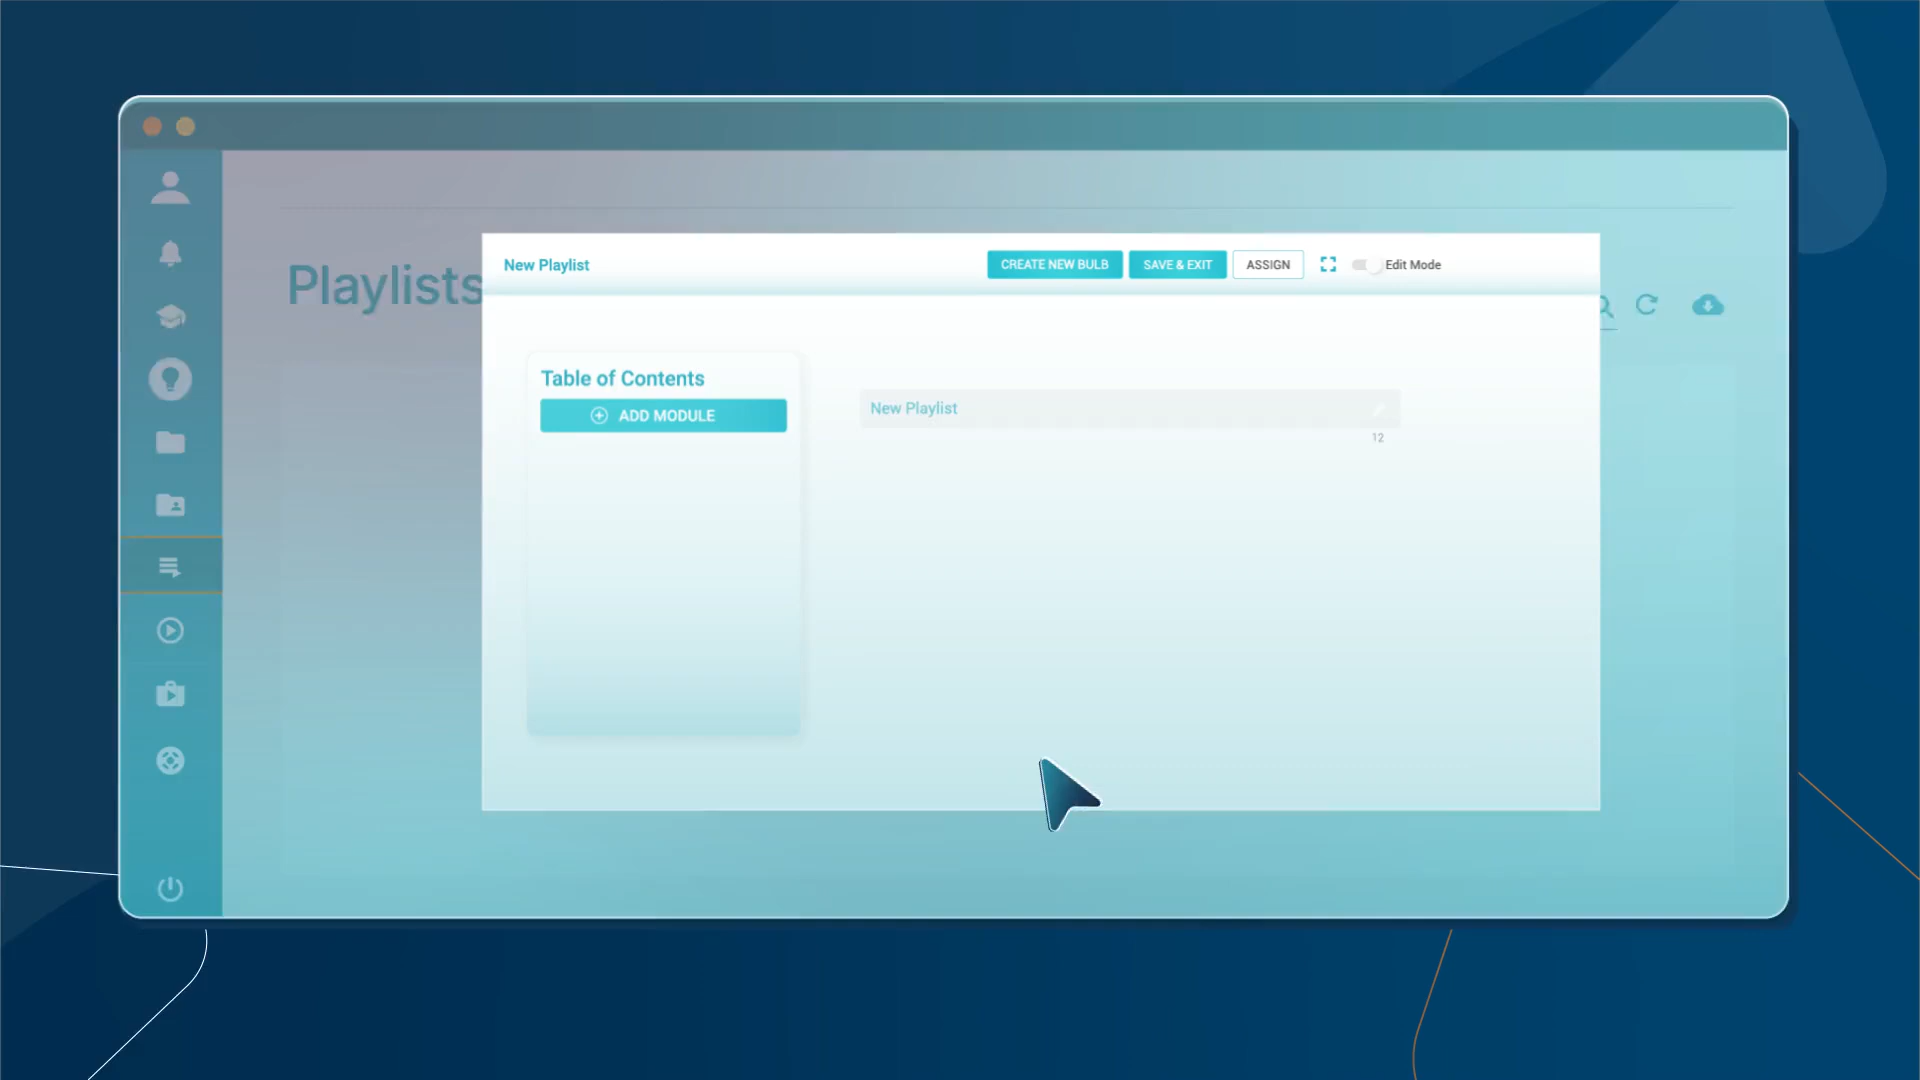 Playlists
New Playlist
CREATE NEW BULB
SAVE & EXIT
ASSIGN
Edit Mode
Table of Contents
ADD MODULE
New Playlist
12